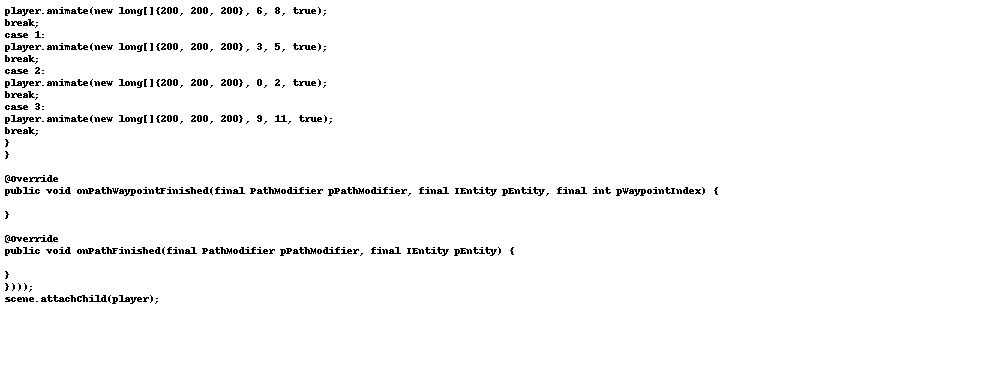 player.animate(new long[]{200, 200, 200}, 6, 8, true);
break;
case 1:
player.animate(new long[]{200, 200, 200}, 3, 5, true);
break;
case 2:
player.animate(new long[]{200, 200, 200}, 0, 2, true);
break;
case 3:
player.animate(new long[]{200, 200, 200}, 9, 11, true);
break;
}
}

@Override
public void onPathWaypointFinished(final PathModifier pPathModifier, final IEntity pEntity, final int pWaypointIndex) {

}

@Override
public void onPathFinished(final PathModifier pPathModifier, final IEntity pEntity) {

}
})));
scene.attachChild(player);